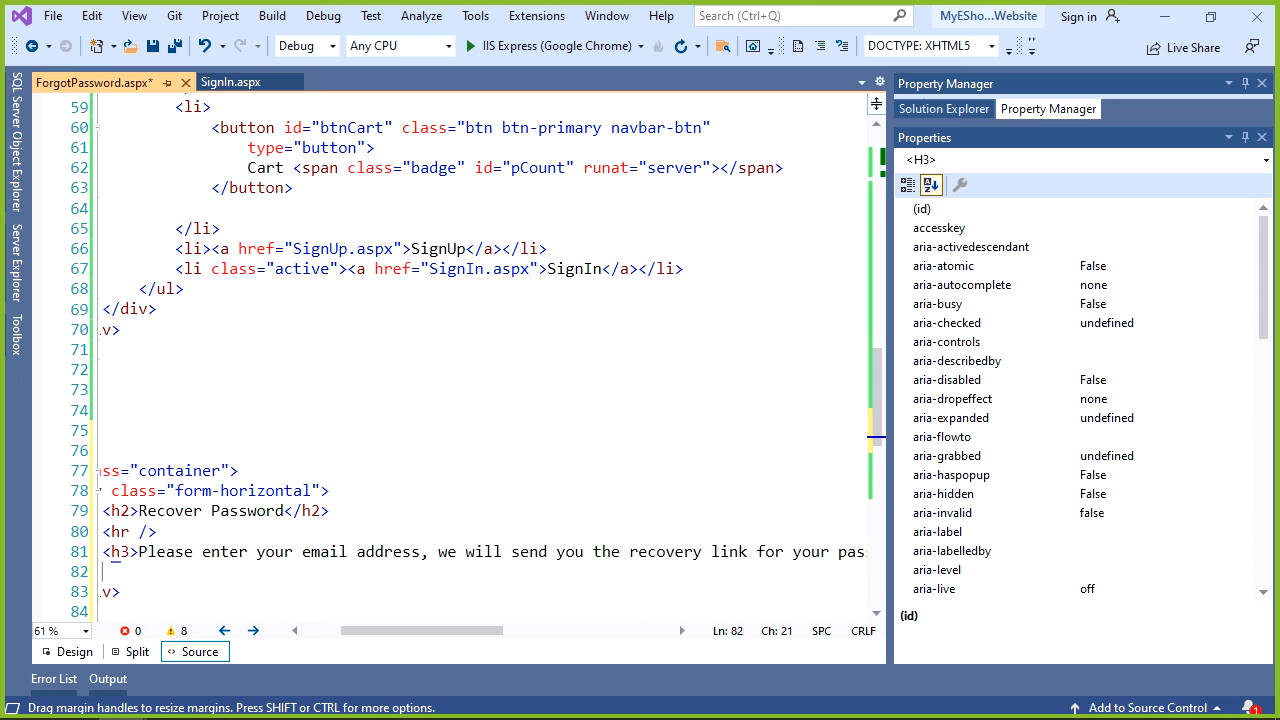 File Edit View Git Project Build Debug Test Analyze Tools Extensions Window Help Search (Ctrl+Q) MyESho...Website Sign in
Debug Any CPU IIS Express (Google Chrome) DOCTYPE: XHTML5 Live Share
SQL Server Object Explorer
Server Explorer
Toolbox
ForgotPassword.aspx* SignIn.aspx
59 <li>
60 <button id="btnCart" class="btn btn-primary navbar-btn"
61 type="button">
62 Cart <span class="badge" id="pCount" runat="server"></span>
63 </button>
64
65 </li>
66 <li><a href="SignUp.aspx">SignUp</a></li>
67 <li class="active"><a href="SignIn.aspx">SignIn</a></li>
68 </ul>
69 </div>
70 iv>
71
72
73
74
75
76
77 ass="container">
78 class="form-horizontal">
79 <h2>Recover Password</h2>
80 <hr />
81 <h3>Please enter your email address, we will send you the recovery link for your pas
82
83 iv>
84
61 % 0 8 Ln: 82 Ch: 21 SPC CRLF
Design Split Source
Property Manager
Solution Explorer Property Manager
Properties
<H3>
(id)
accesskey
aria-activedescendant
aria-atomic False
aria-autocomplete none
aria-busy False
aria-checked undefined
aria-controls
aria-describedby
aria-disabled False
aria-dropeffect none
aria-expanded undefined
aria-flowto
aria-grabbed undefined
aria-haspopup False
aria-hidden False
aria-invalid false
aria-label
aria-labelledby
aria-level
aria-live off
(id)
Error List Output
Drag margin handles to resize margins. Press SHIFT or CTRL for more options. Add to Source Control 1